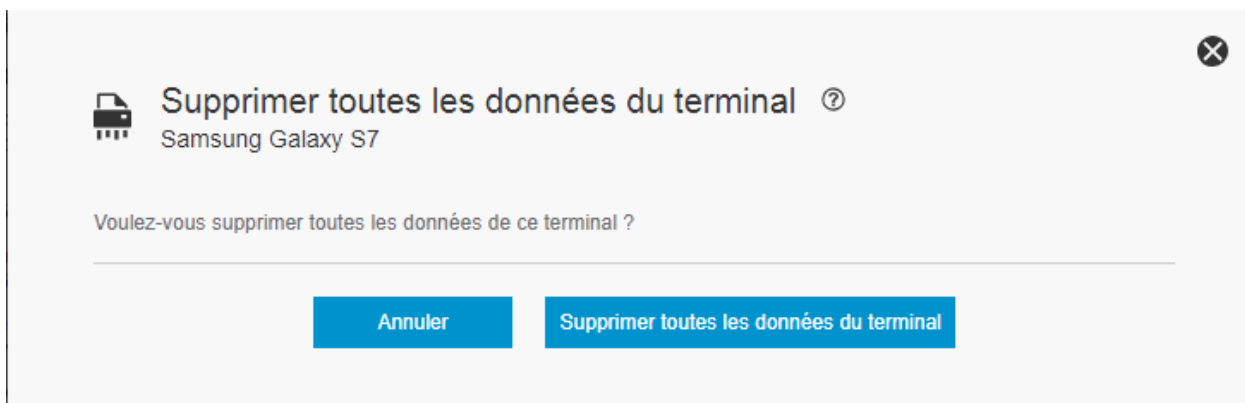 Supprimer toutes les données du terminal
Samsung Galaxy S7
Voulez-vous supprimer toutes les données de ce terminal ?
Annuler
Supprimer toutes les données du terminal